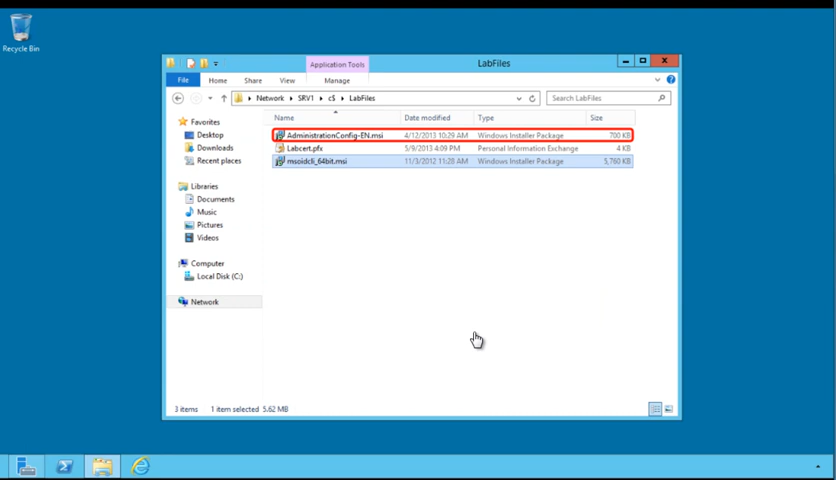 Recycle Bin
Application Tools
LabFiles
File
Home
Share
View
Manage
Network
SRV1
c$
LabFiles
Search LabFiles
Name
Date modified
Type
Size
AdministrationConfig-EN.msi 4/12/2013 10:29 AM Windows Installer Package 700 KB
Labcert.pfx 5/9/2013 4:09 PM Personal Information Exchange 4 KB
msoidcli_64bit.msi 11/3/2012 11:28 AM Windows Installer Package 5,760 KB
Favorites
Desktop
Downloads
Recent places
Libraries
Documents
Music
Pictures
Videos
Computer
Local Disk (C:)
Network
3 items 1 item selected 5.62 MB